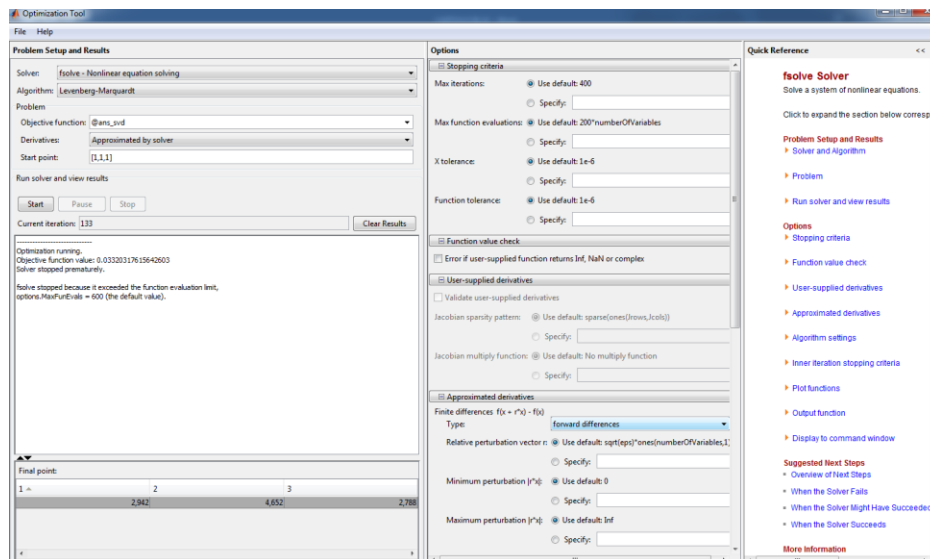 Optimization Tool
File Help
Problem Setup and Results
Solver: fsolve - Nonlinear equation solving
Algorithm: Levenberg-Marquardt
Problem
Objective function: @ans_svd
Derivatives: Approximated by solver
Start point: [1,1,1]
Run solver and view results
Start Pause Stop
Current iteration: 133 Clear Results
Optimization running.
Objective function value: 0.03320317615642603
Solver stopped prematurely.
fsolve stopped because it exceeded the function evaluation limit,
options.MaxFunEvals = 600 (the default value).
Final point:
1 2 3
2,942 4,652 2,788
Options
Stopping criteria
Max iterations: Use default: 400
Specify:
Max function evaluations: Use default: 200*numberOfVariables
Specify:
X tolerance: Use default: 1e-6
Specify:
Function tolerance: Use default: 1e-6
Specify:
Function value check
Error if user-supplied function returns Inf, NaN or complex
User-supplied derivatives
Validate user-supplied derivatives
Jacobian sparsity pattern: Use default: sparse(ones(Jrows,Jcols))
Specify:
Jacobian multiply function: Use default: No multiply function
Specify:
Approximated derivatives
Finite differences f(x + r*x) - f(x)
Type: forward differences
Relative perturbation vector r: Use default: sqrt(eps)*ones(numberOfVariables,1
Specify:
Minimum perturbation |r*x|: Use default: 0
Specify:
Maximum perturbation |r*x|: Use default: Inf
Specify:
Quick Reference <<
fsolve Solver
Solve a system of nonlinear equations.
Click to expand the section below corresp
Problem Setup and Results
Solver and Algorithm
Problem
Run solver and view results
Options
Stopping criteria
Function value check
User-supplied derivatives
Approximated derivatives
Algorithm settings
Inner iteration stopping criteria
Plot functions
Output function
Display to command window
Suggested Next Steps
Overview of Next Steps
When the Solver Fails
When the Solver Might Have Succeeded
When the Solver Succeeds
More Information